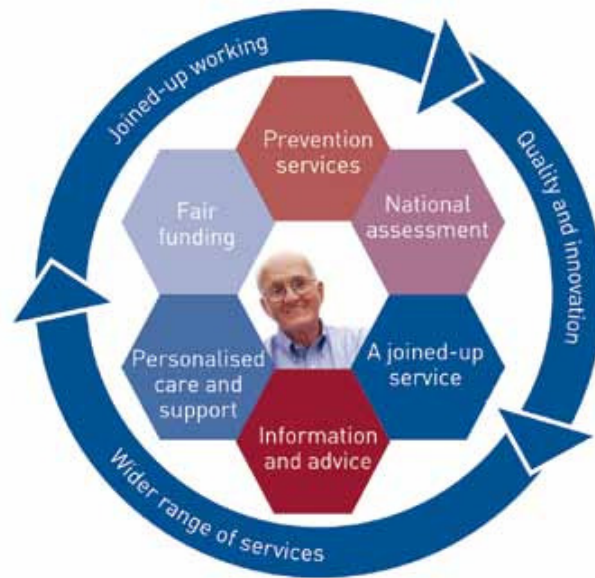 Joined-up working
Quality and innovation
Wider range of services
Prevention
services
National
assessment
A joined-up
service
Information
and advice
Personalised
care and
support
Fair
funding